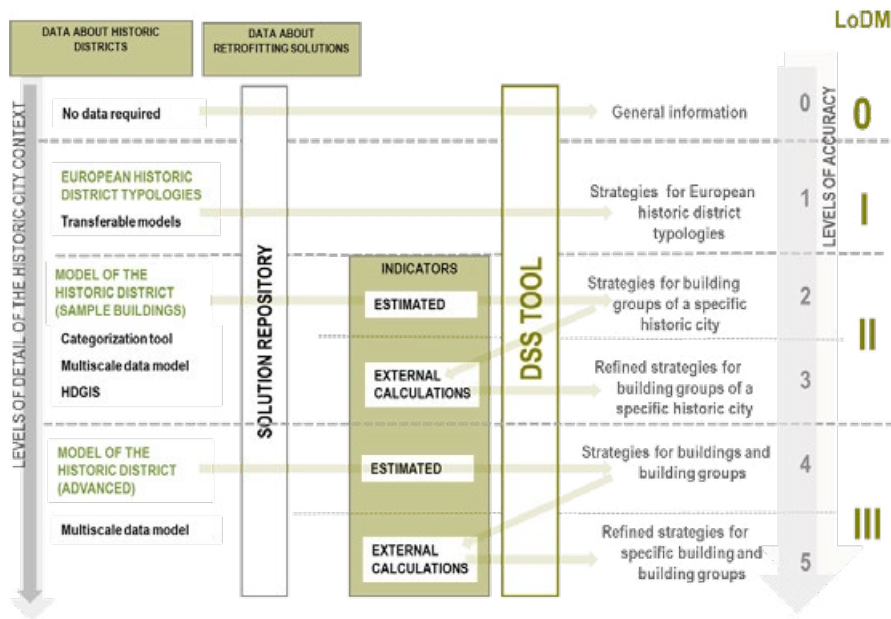 LoDM
DATA ABOUT HISTORIC
DISTRICTS
DATA ABOUT
RETROFITTING SOLUTIONS
LEVELS OF DETAIL OF THE HISTORIC CITY CONTEXT
SOLUTION REPOSITORY
DSS TOOL
LEVELS OF ACCURACY
No data required
General information
0
0
EUROPEAN HISTORIC
DISTRICT TYPOLOGIES
Transferable models
Strategies for European
historic district
typologies
1
I
INDICATORS
MODEL OF THE
HISTORIC DISTRICT
(SAMPLE BUILDINGS)
Categorization tool
Multiscale data model
HDGIS
ESTIMATED
Strategies for building
groups of a specific
historic city
2
II
EXTERNAL
CALCULATIONS
Refined strategies for
building groups of a
specific historic city
3
MODEL OF THE
HISTORIC DISTRICT
(ADVANCED)
Multiscale data model
ESTIMATED
Strategies for buildings and
building groups
4
III
EXTERNAL
CALCULATIONS
Refined strategies for
specific building and
building groups
5